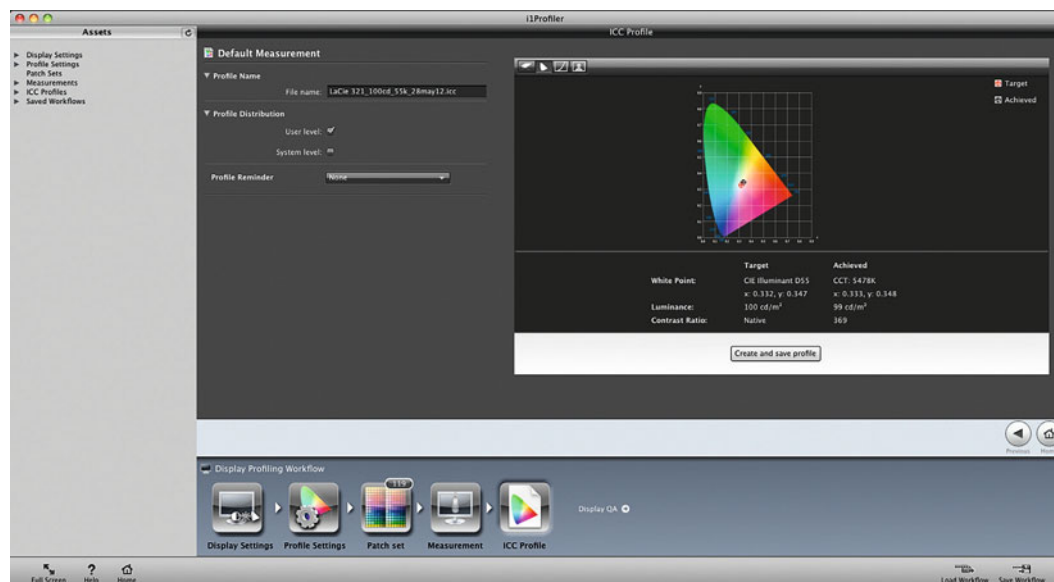 i1Profiler
Assets
ICC Profile
Display Settings
Profile Settings
Patch Sets
Measurements
ICC Profiles
Saved Workflows
Default Measurement
Profile Name
File name: LaCie 321_100cd_55k_28may12.icc
Profile Distribution
User level:
System level:
Profile Reminder None
Target
Achieved
Target Achieved
White Point: CIE Illuminant D55 CCT: 5478K
x: 0.332, y: 0.347 x: 0.333, y: 0.348
Luminance: 100 cd/m² 99 cd/m²
Contrast Ratio: Native 369
Create and save profile
Previous Home
Display Profiling Workflow
119
Display QA
Display Settings Profile Settings Patch set Measurement ICC Profile
Full Screen Help Home Load Workflow Save Workflow